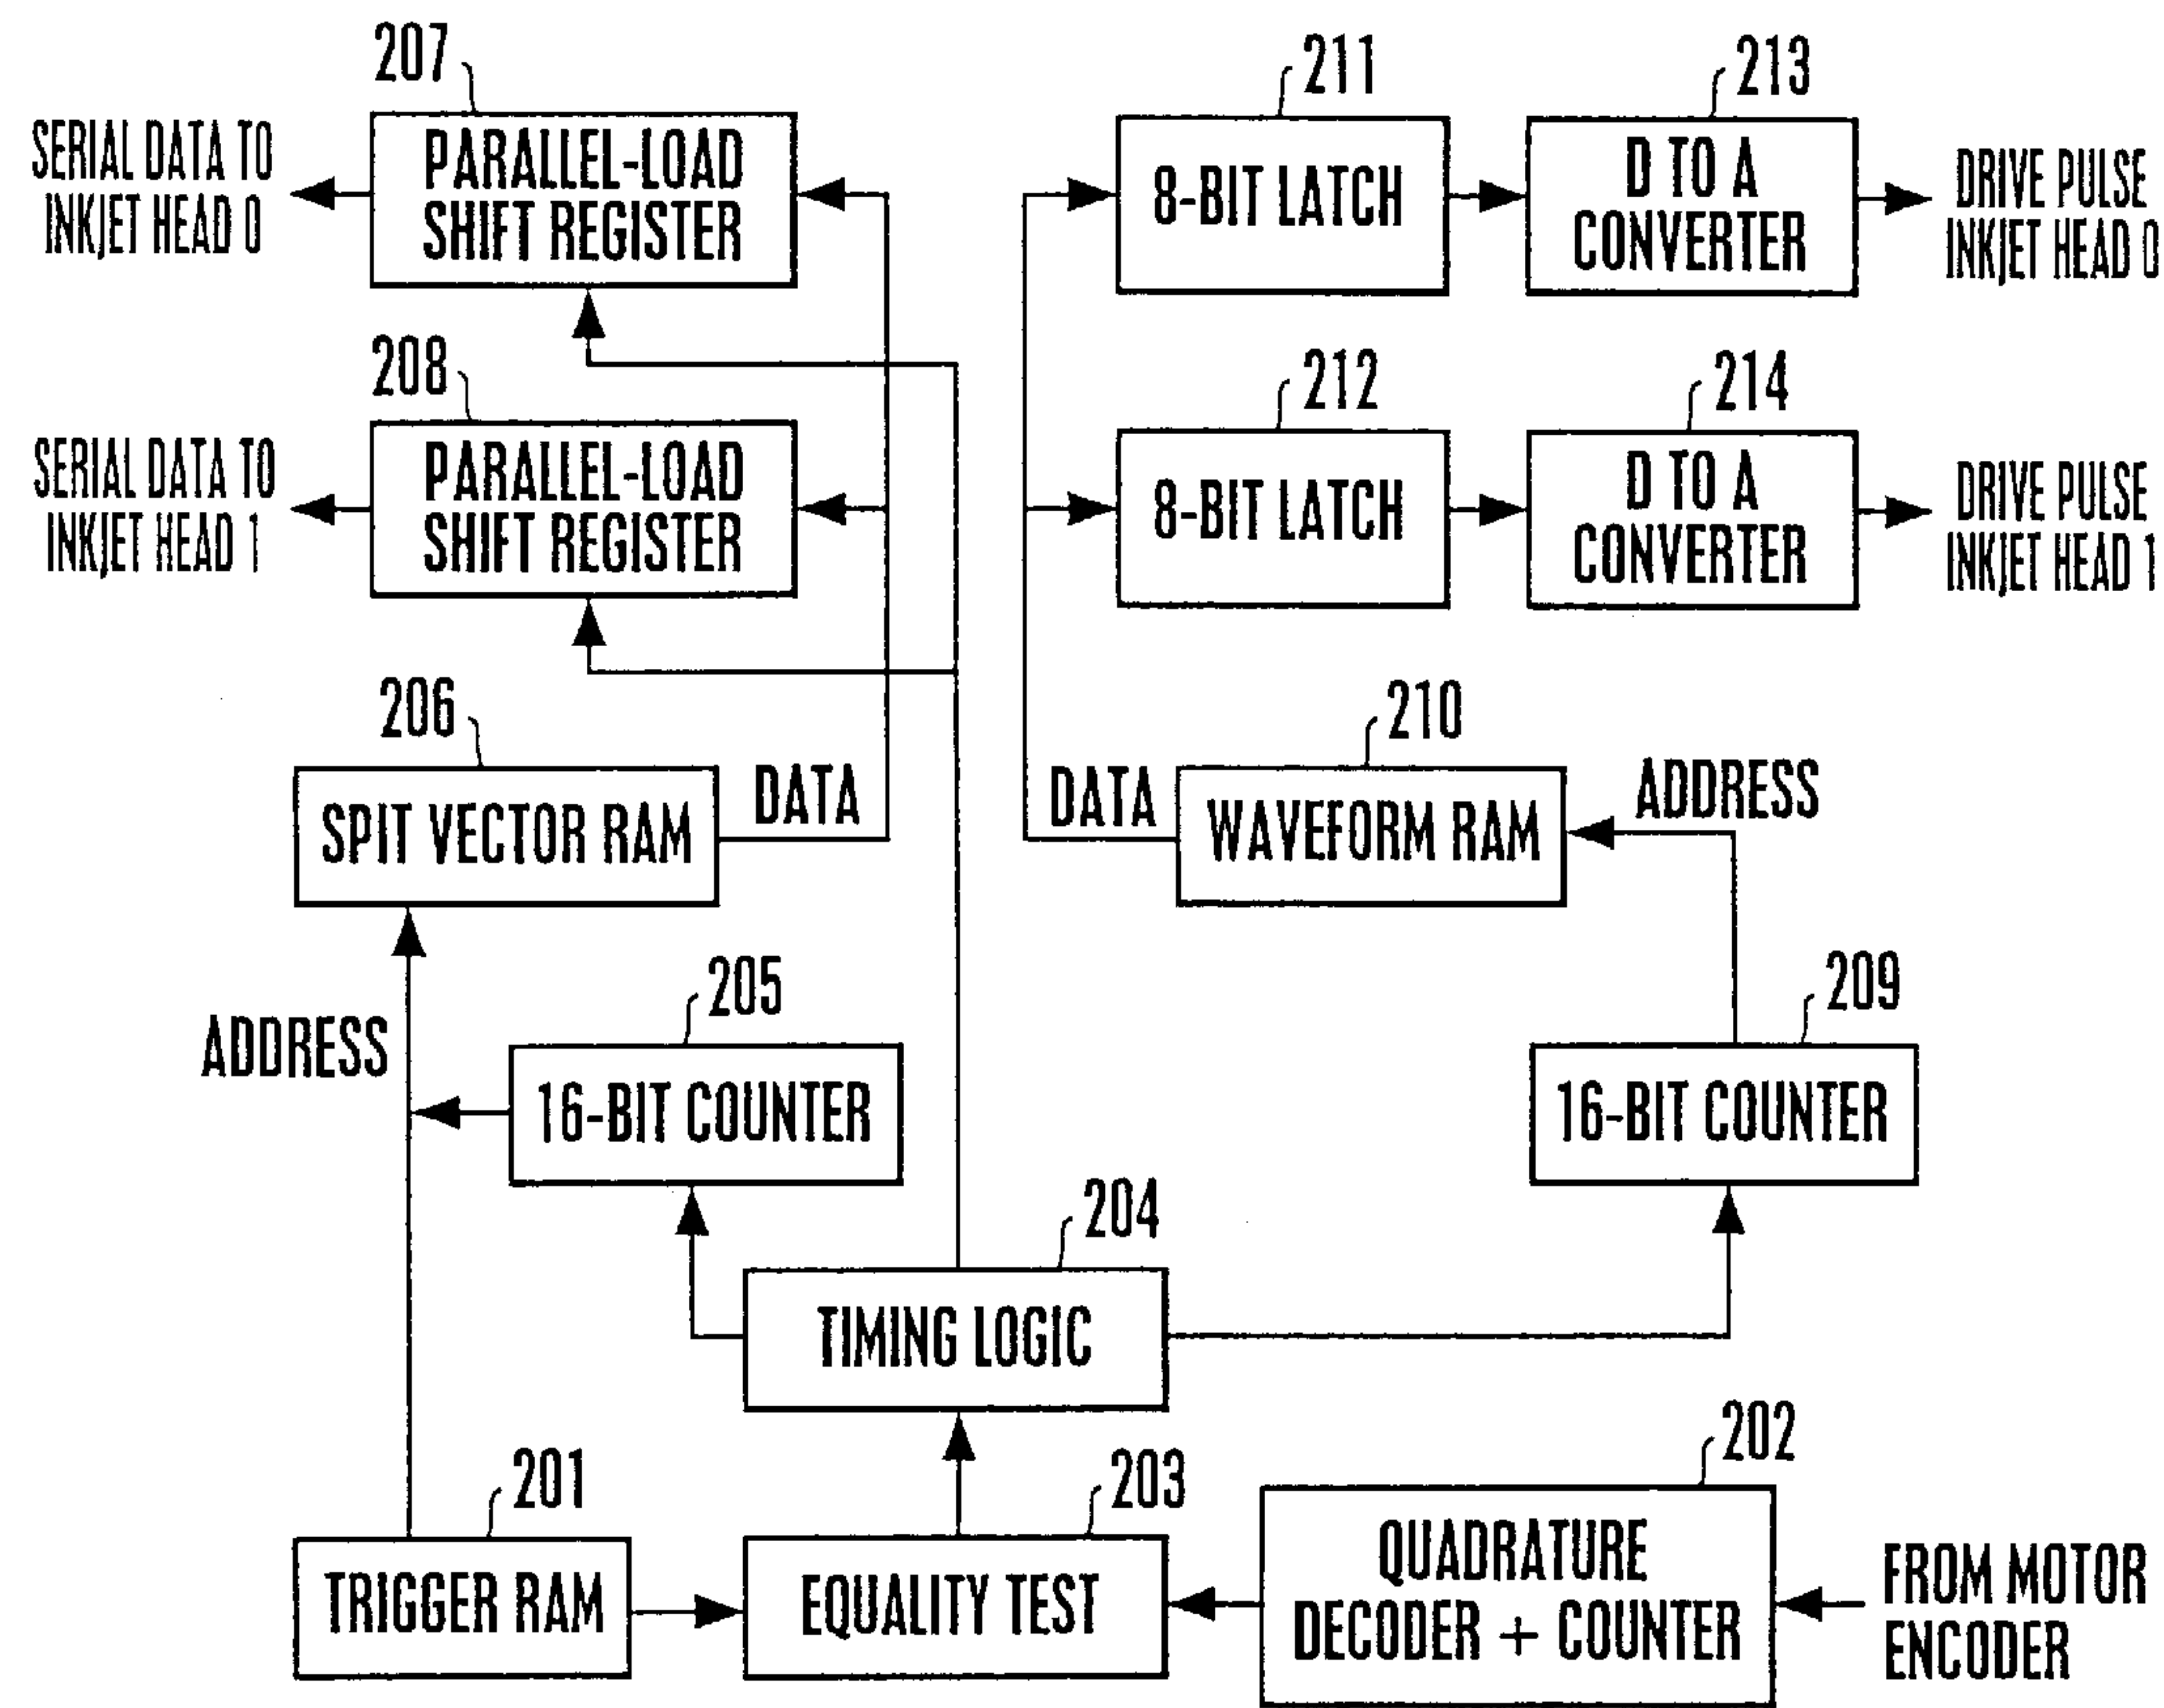 207
SERIAL DATA TO
INKJET HEAD 0
PARALLEL-LOAD
SHIFT REGISTER
211
8-BIT LATCH
213
D TO A
CONVERTER
DRIVE PULSE
INKJET HEAD 0
208
SERIAL DATA TO
INKJET HEAD 1
PARALLEL-LOAD
SHIFT REGISTER
212
8-BIT LATCH
214
D TO A
CONVERTER
DRIVE PULSE
INKJET HEAD 1
206
SPIT VECTOR RAM
DATA
210
DATA
WAVEFORM RAM
ADDRESS
205
ADDRESS
16-BIT COUNTER
209
16-BIT COUNTER
204
TIMING LOGIC
201
TRIGGER RAM
203
EQUALITY TEST
202
QUADRATURE
DECODER + COUNTER
FROM MOTOR
ENCODER